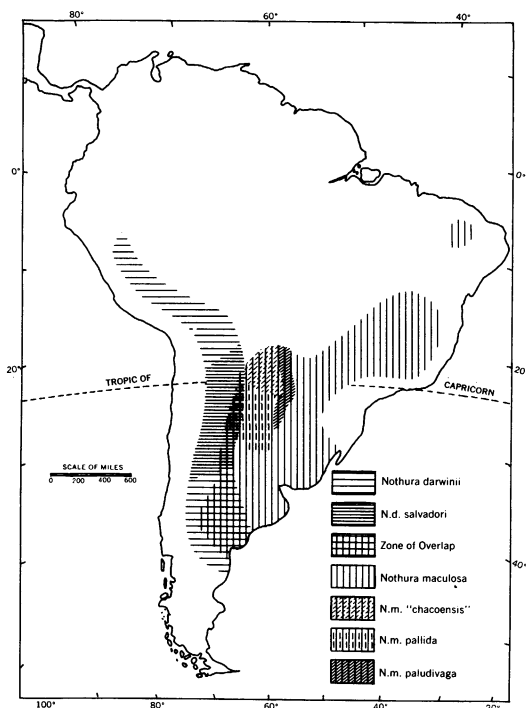 80° 60° 40°
0° 0°
20° TROPIC OF CAPRICORN 20°
SCALE OF MILES
0 200 400 600
Nothura darwinii
N.d. salvadori
Zone of Overlap
Nothura maculosa
N.m. "chacoensis"
N.m. pallida
N.m. paludivaga
40°
100° 80° 60° 20°